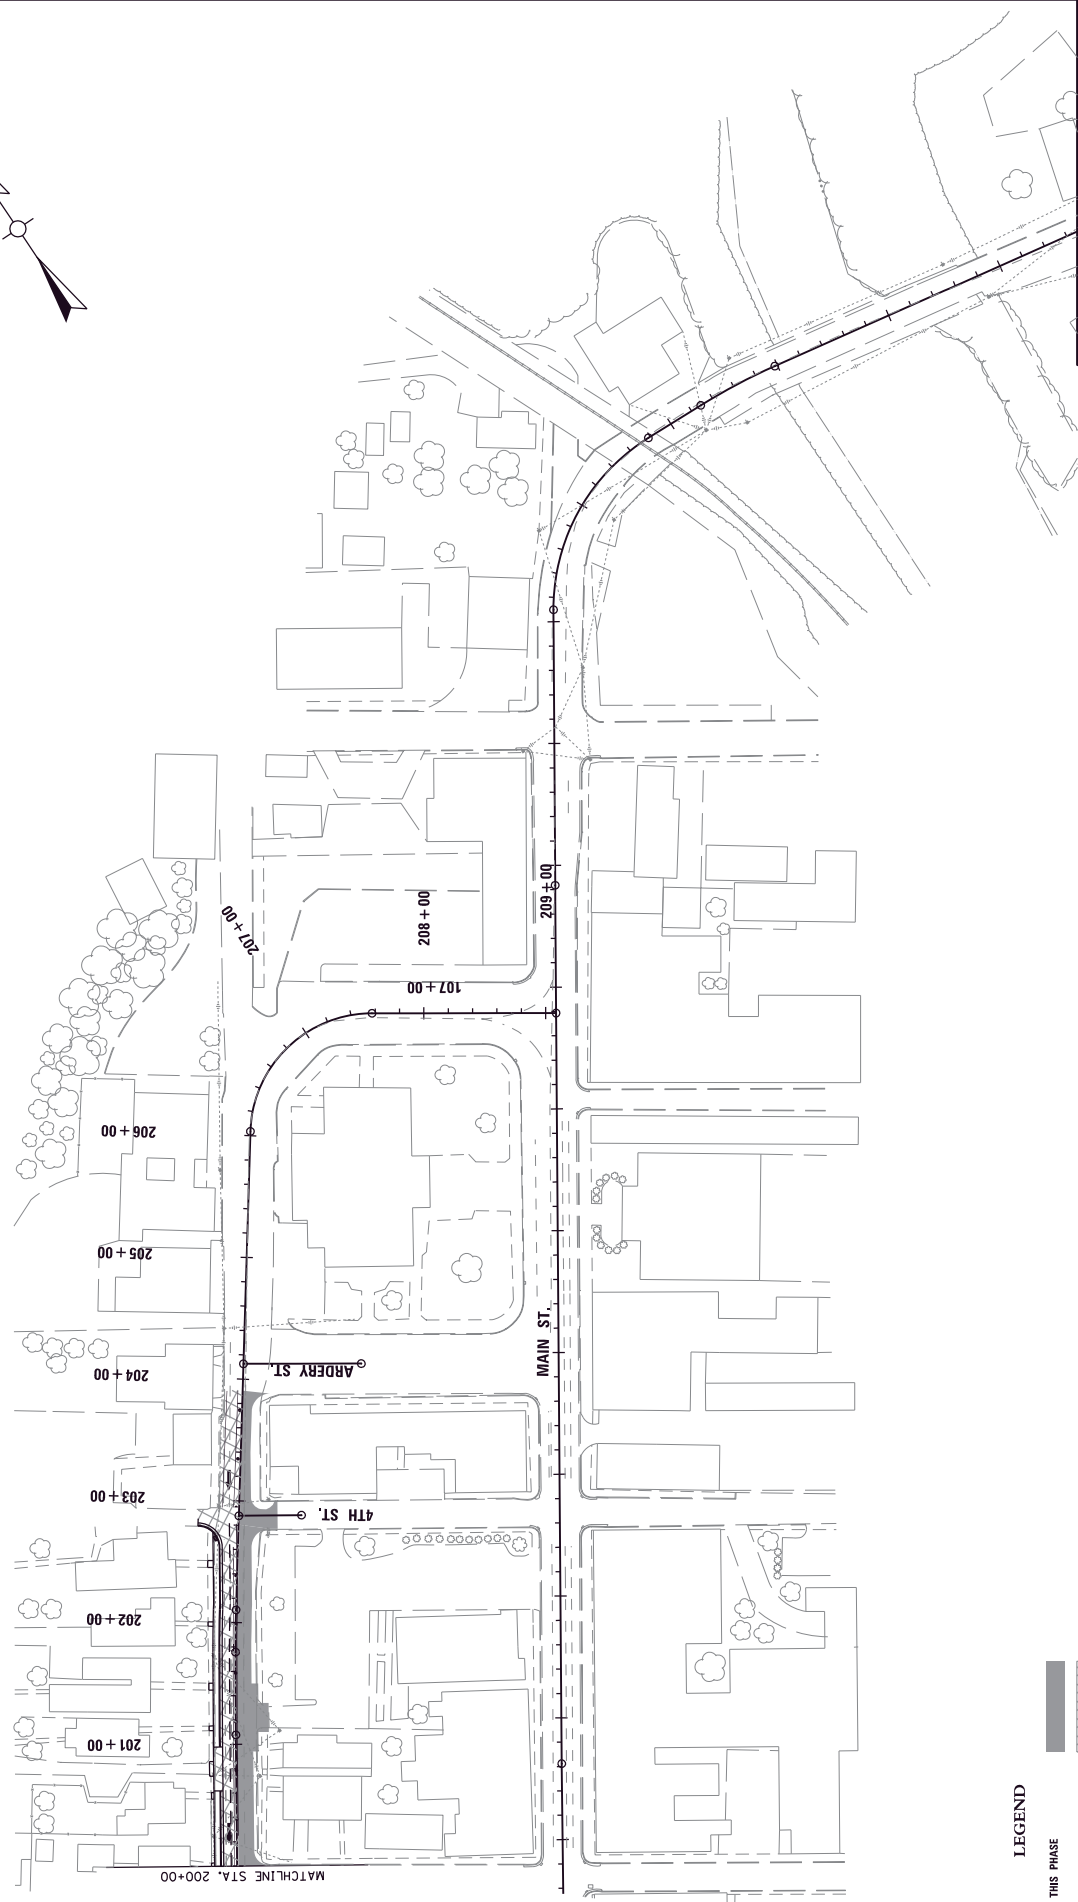 207+00
208+00
209+00
107+00
206+00
205+00
MAIN ST.
ARDERY ST.
204+00
203+00
4TH ST.
202+00
201+00
MATCHLINE STA. 200+00
LEGEND
THIS PHASE